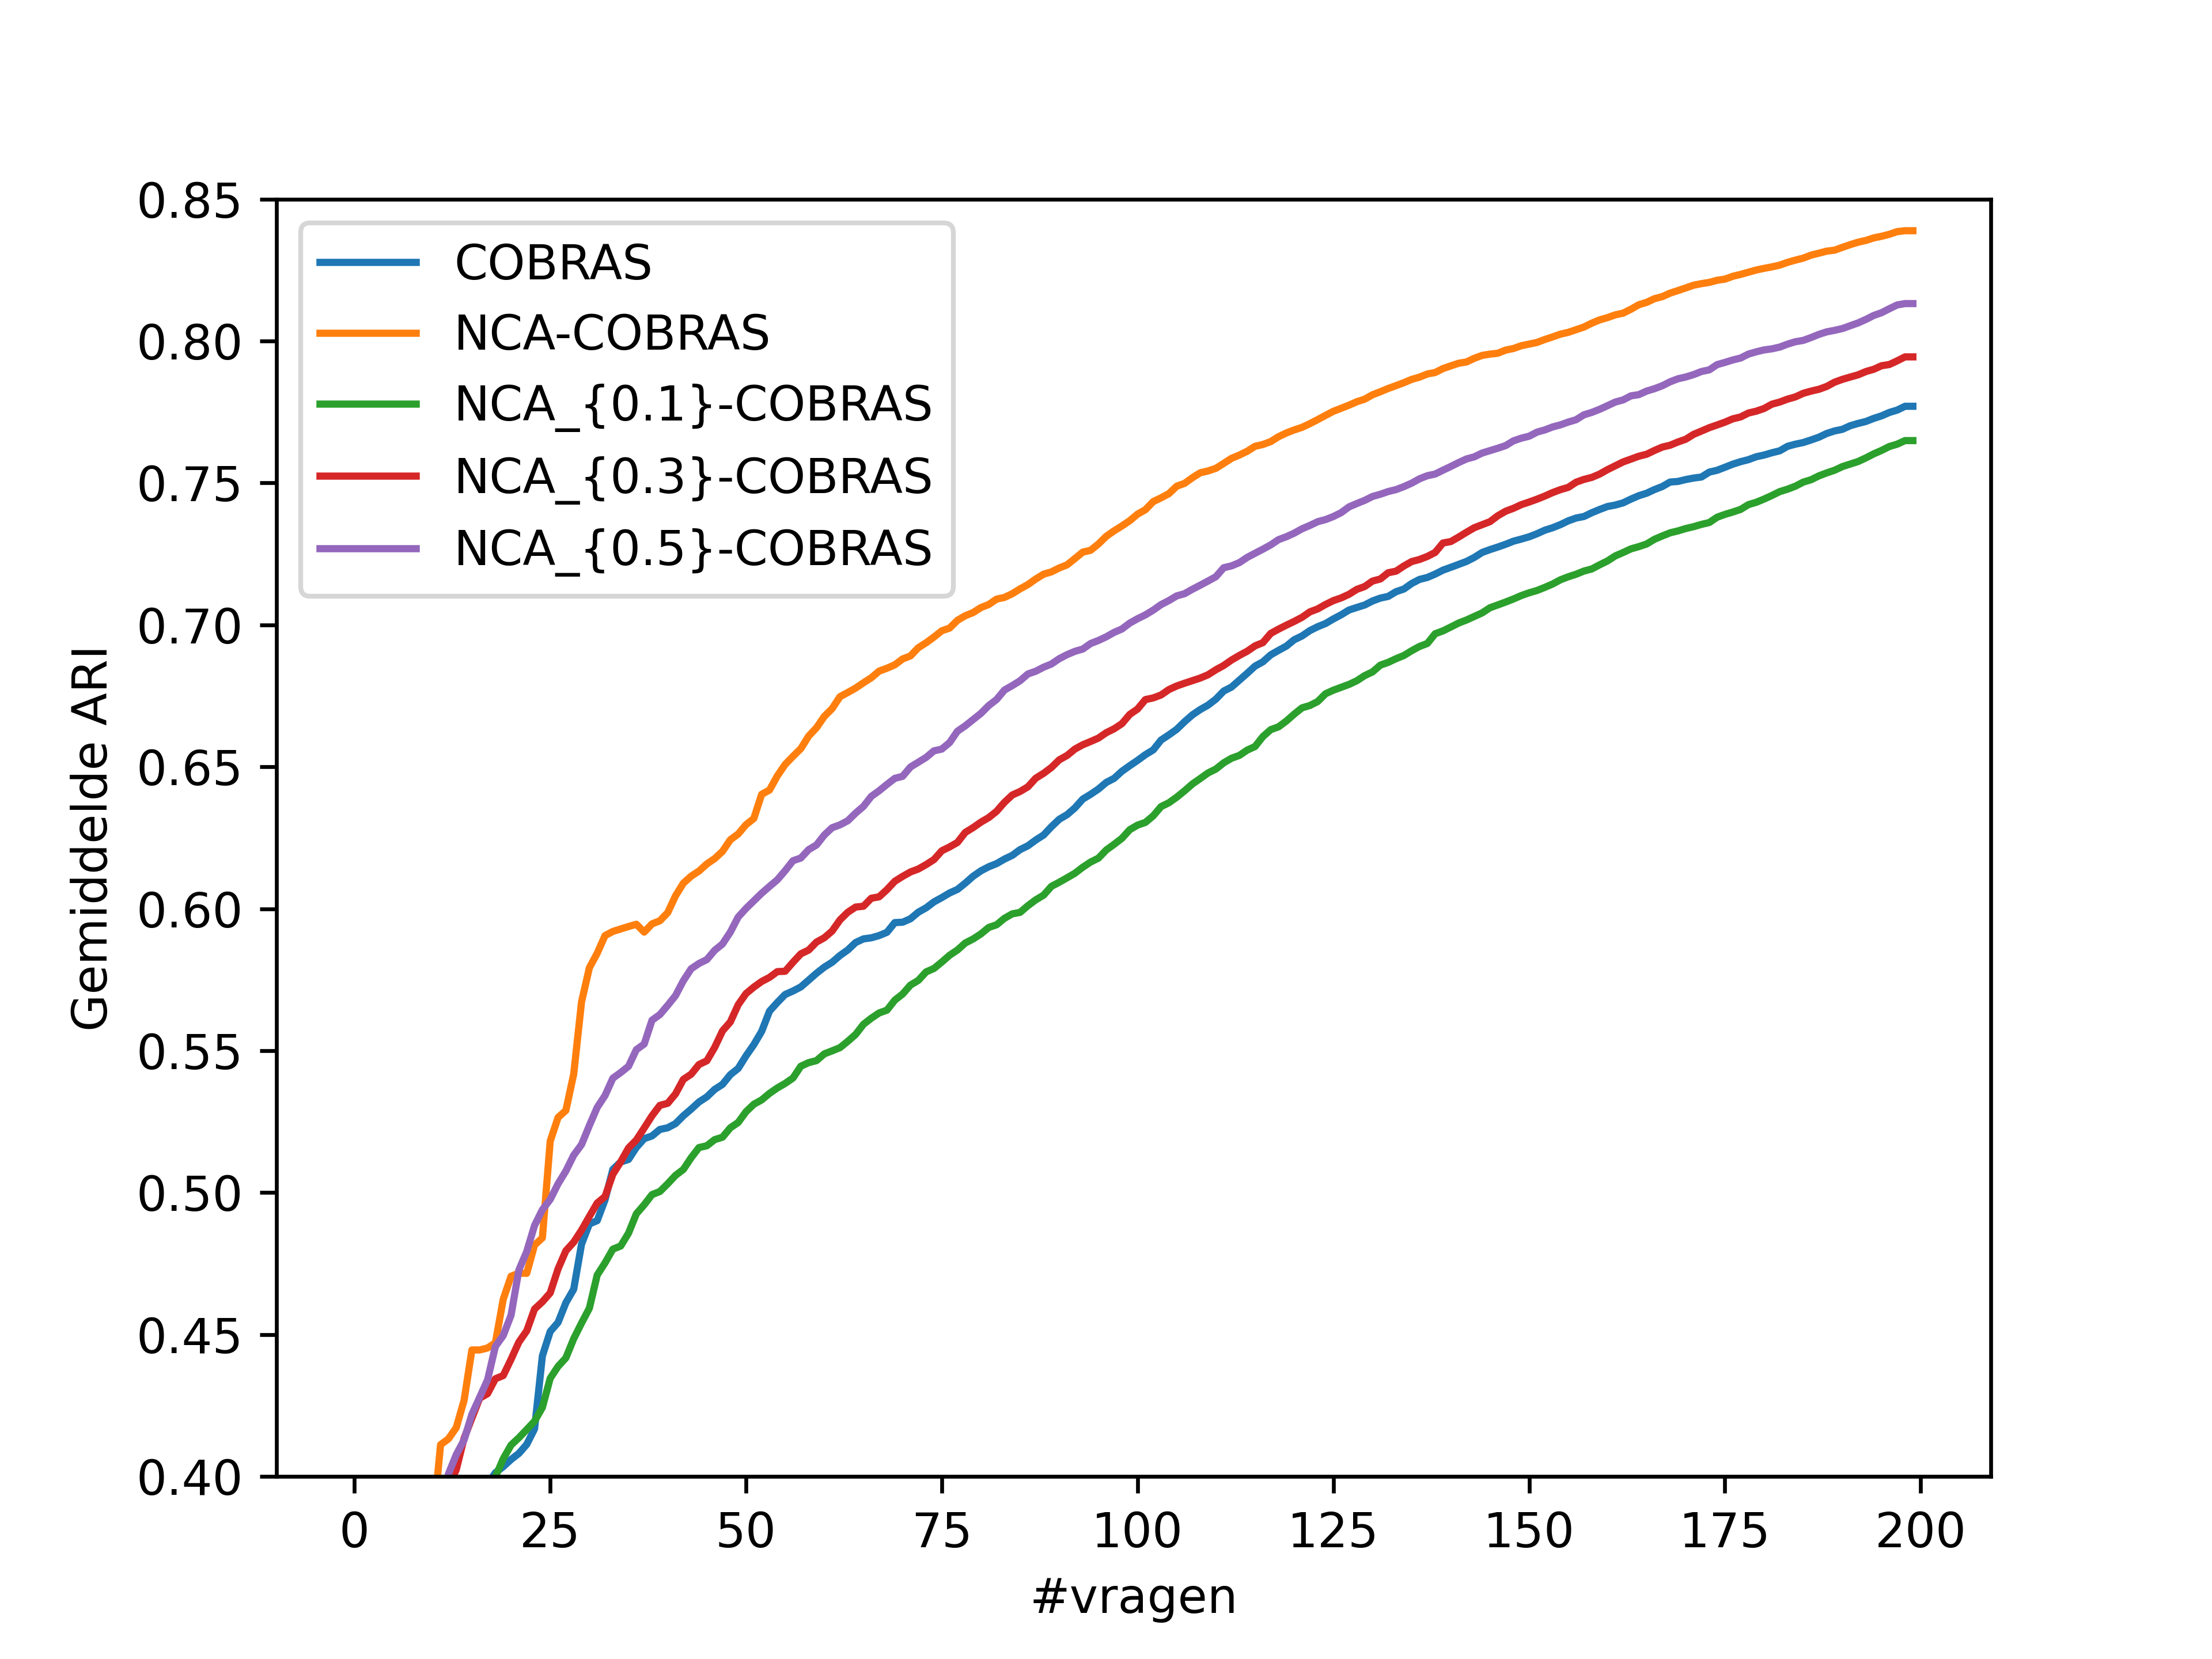 0.85
0.80
0.75
0.70
0.65
0.60
0.55
0.50
0.45
0.40
Gemiddelde ARI
COBRAS
NCA-COBRAS
NCA_{0.1}-COBRAS
NCA_{0.3}-COBRAS
NCA_{0.5}-COBRAS
0 25 50 75 100 125 150 175 200
#vragen